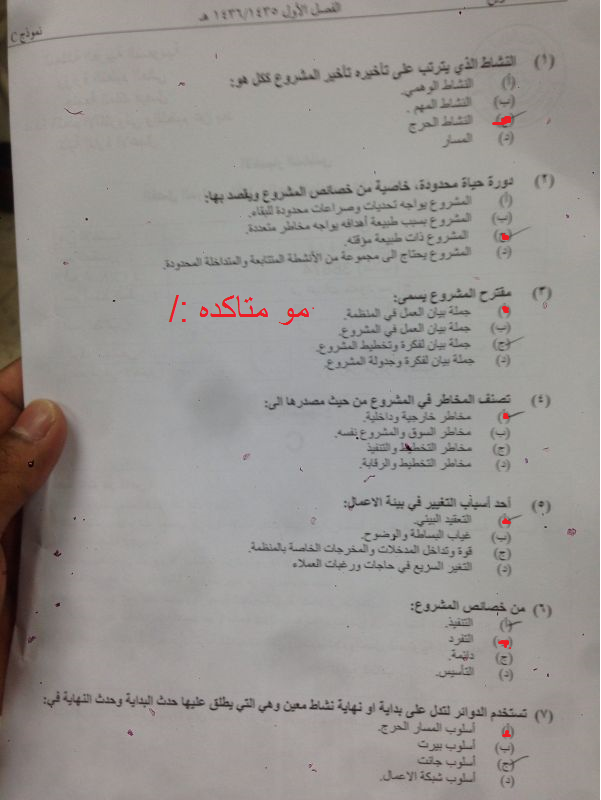 الفصل الأول ١٤٣٥/١٤٣٦ هـ
نموذج C
(١) النشاط الذي يترتب على تأخيره تأخير المشروع ككل هو:
(أ) النشاط الوهمي.
(ب) النشاط المهم.
(ج) النشاط الحرج
(د) المسار
(٢) دورة حياة محدودة، خاصية من خصائص المشروع ويقصد بها:
(أ) المشروع يواجه تحديات وصراعات محدودة للبقاء.
(ب) المشروع بسبب طبيعة أهدافه يواجه مخاطر متعددة.
(ج) المشروع ذات طبيعة مؤقته.
(د) المشروع يحتاج الى مجموعة من الأنشطة المتتابعة والمتداخلة المحدودة.
(٣) مقترح المشروع يسمى:
(أ) جملة بيان العمل في المنظمة.
مو متاكده :/
(ب) جملة بيان العمل في المشروع.
(ج) جملة بيان لفكرة وتخطيط المشروع.
(د) جملة بيان لفكرة وجدولة المشروع.
(٤) تصنف المخاطر في المشروع من حيث مصدرها الى:
(أ) مخاطر خارجية وداخلية.
(ب) مخاطر السوق والمشروع نفسه.
(ج) مخاطر التخطيط والتنفيذ
(د) مخاطر التخطيط والرقابة.
(٥) أحد أسباب التغيير في بيئة الاعمال:
(أ) التعقيد البيئي.
(ب) غياب البساطة والوضوح.
(ج) قوة وتداخل المدخلات والمخرجات الخاصة بالمنظمة.
(د) التغير السريع في حاجات ورغبات العملاء
(٦) من خصائص المشروع:
(أ) التنفيذ.
(ب) التفرد
(ج) دائمة.
(د) التأسيس.
(٧) تستخدم الدوائر لتدل على بداية او نهاية نشاط معين وهي التي يطلق عليها حدث البداية وحدث النهاية في:
(أ) أسلوب المسار الحرج.
(ب) أسلوب بيرت
(ج) أسلوب جانت
(د) أسلوب شبكة الاعمال.